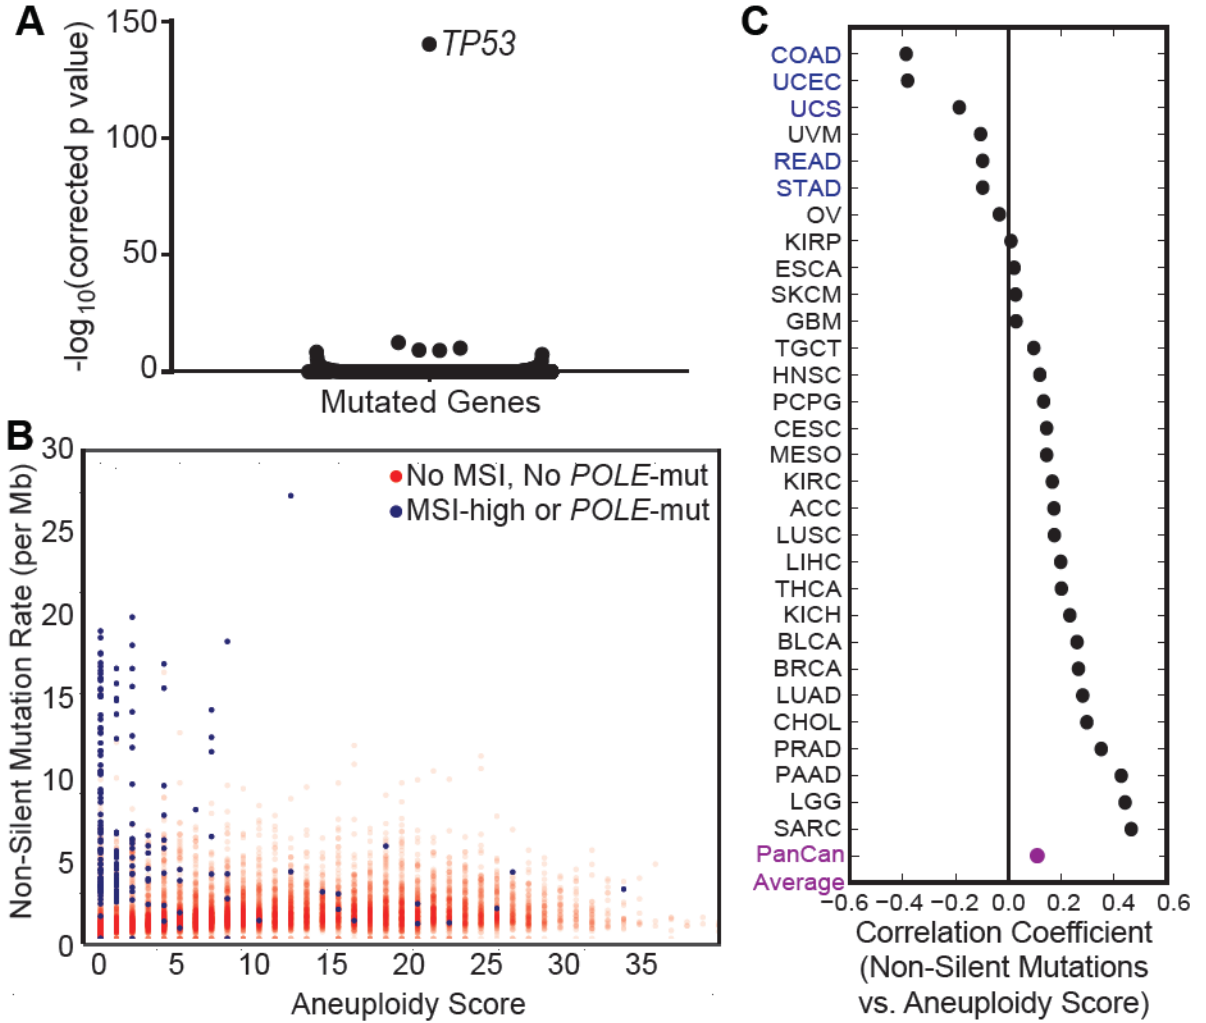 A
-log10(corrected p value)
150
100
50
0
TP53
Mutated Genes
B
Non-Silent Mutation Rate (per Mb)
30
25
20
15
10
5
0
No MSI, No POLE-mut
MSI-high or POLE-mut
0 5 10 15 20 25 30 35
Aneuploidy Score
C
COAD
UCEC
UCS
UVM
READ
STAD
OV
KIRP
ESCA
SKCM
GBM
TGCT
HNSC
PCPG
CESC
MESO
KIRC
ACC
LUSC
LIHC
THCA
KICH
BLCA
BRCA
LUAD
CHOL
PRAD
PAAD
LGG
SARC
PanCan
Average
−0.6 −0.4 −0.2 0.0 0.2 0.4 0.6
Correlation Coefficient
(Non-Silent Mutations
vs. Aneuploidy Score)